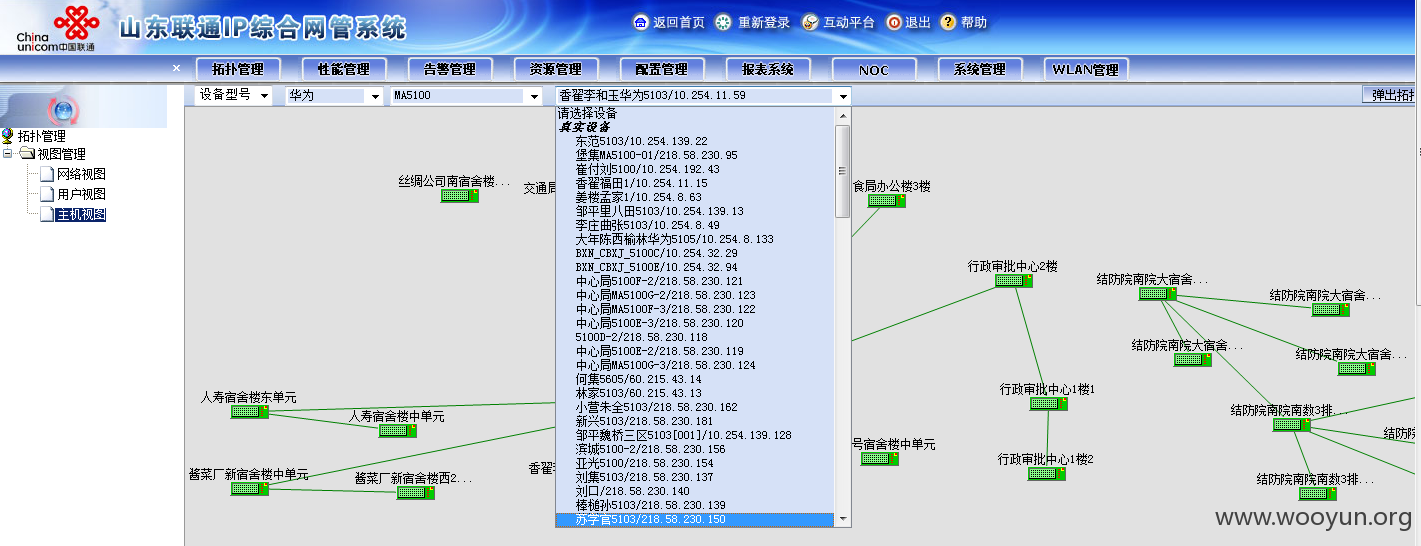 China
unicom中国联通
山东联通IP综合网管系统
返回首页 重新登录 互动平台 退出 帮助
× 拓扑管理 性能管理 告警管理 资源管理 配置管理 报表系统 NOC 系统管理 WLAN管理
设备型号 华为 MA5100 香翟李和玉华为5103/10.254.11.59 弹出拓扑
拓扑管理
视图管理
网络视图
用户视图
主机视图
请选择设备
真实设备
东范5103/10.254.139.22
堡集MA5100-01/218.58.230.95
崔付刘5100/10.254.192.43
香翟福田1/10.254.11.15
姜楼孟家1/10.254.8.63
邹平里八田5103/10.254.139.13
李庄曲张5103/10.254.8.49
大年陈西榆林华为5105/10.254.8.133
BXN_CBXJ_5100C/10.254.32.29
BXN_CBXJ_5100E/10.254.32.94
中心局5100F-2/218.58.230.121
中心局MA5100G-2/218.58.230.123
中心局MA5100F-3/218.58.230.122
中心局5100E-3/218.58.230.120
5100D-2/218.58.230.118
中心局5100E-2/218.58.230.119
中心局MA5100G-3/218.58.230.124
何集5605/60.215.43.14
林家5103/60.215.43.13
小营朱全5103/218.58.230.162
新兴5103/218.58.230.181
邹平魏桥三区5103[001]/10.254.139.128
滨城5100-2/218.58.230.156
亚光5100/218.58.230.154
刘集5103/218.58.230.137
刘口/218.58.230.140
棒槌孙5103/218.58.230.139
苏学官5103/218.58.230.150
丝绸公司南宿舍楼...
交通局
食局办公楼3楼
行政审批中心2楼
结防院南院大宿舍...
结防院南院大宿舍...
结防院南院大宿舍...
结防院南院大宿舍...
人寿宿舍楼东单元
人寿宿舍楼中单元
行政审批中心1楼1
结防院南院南数3排...
号宿舍楼中单元
结防院
酱菜厂新宿舍楼中单元
酱菜厂新宿舍楼西2...
香翟
行政审批中心1楼2
结防院南院南数3排...
www.wooyun.org